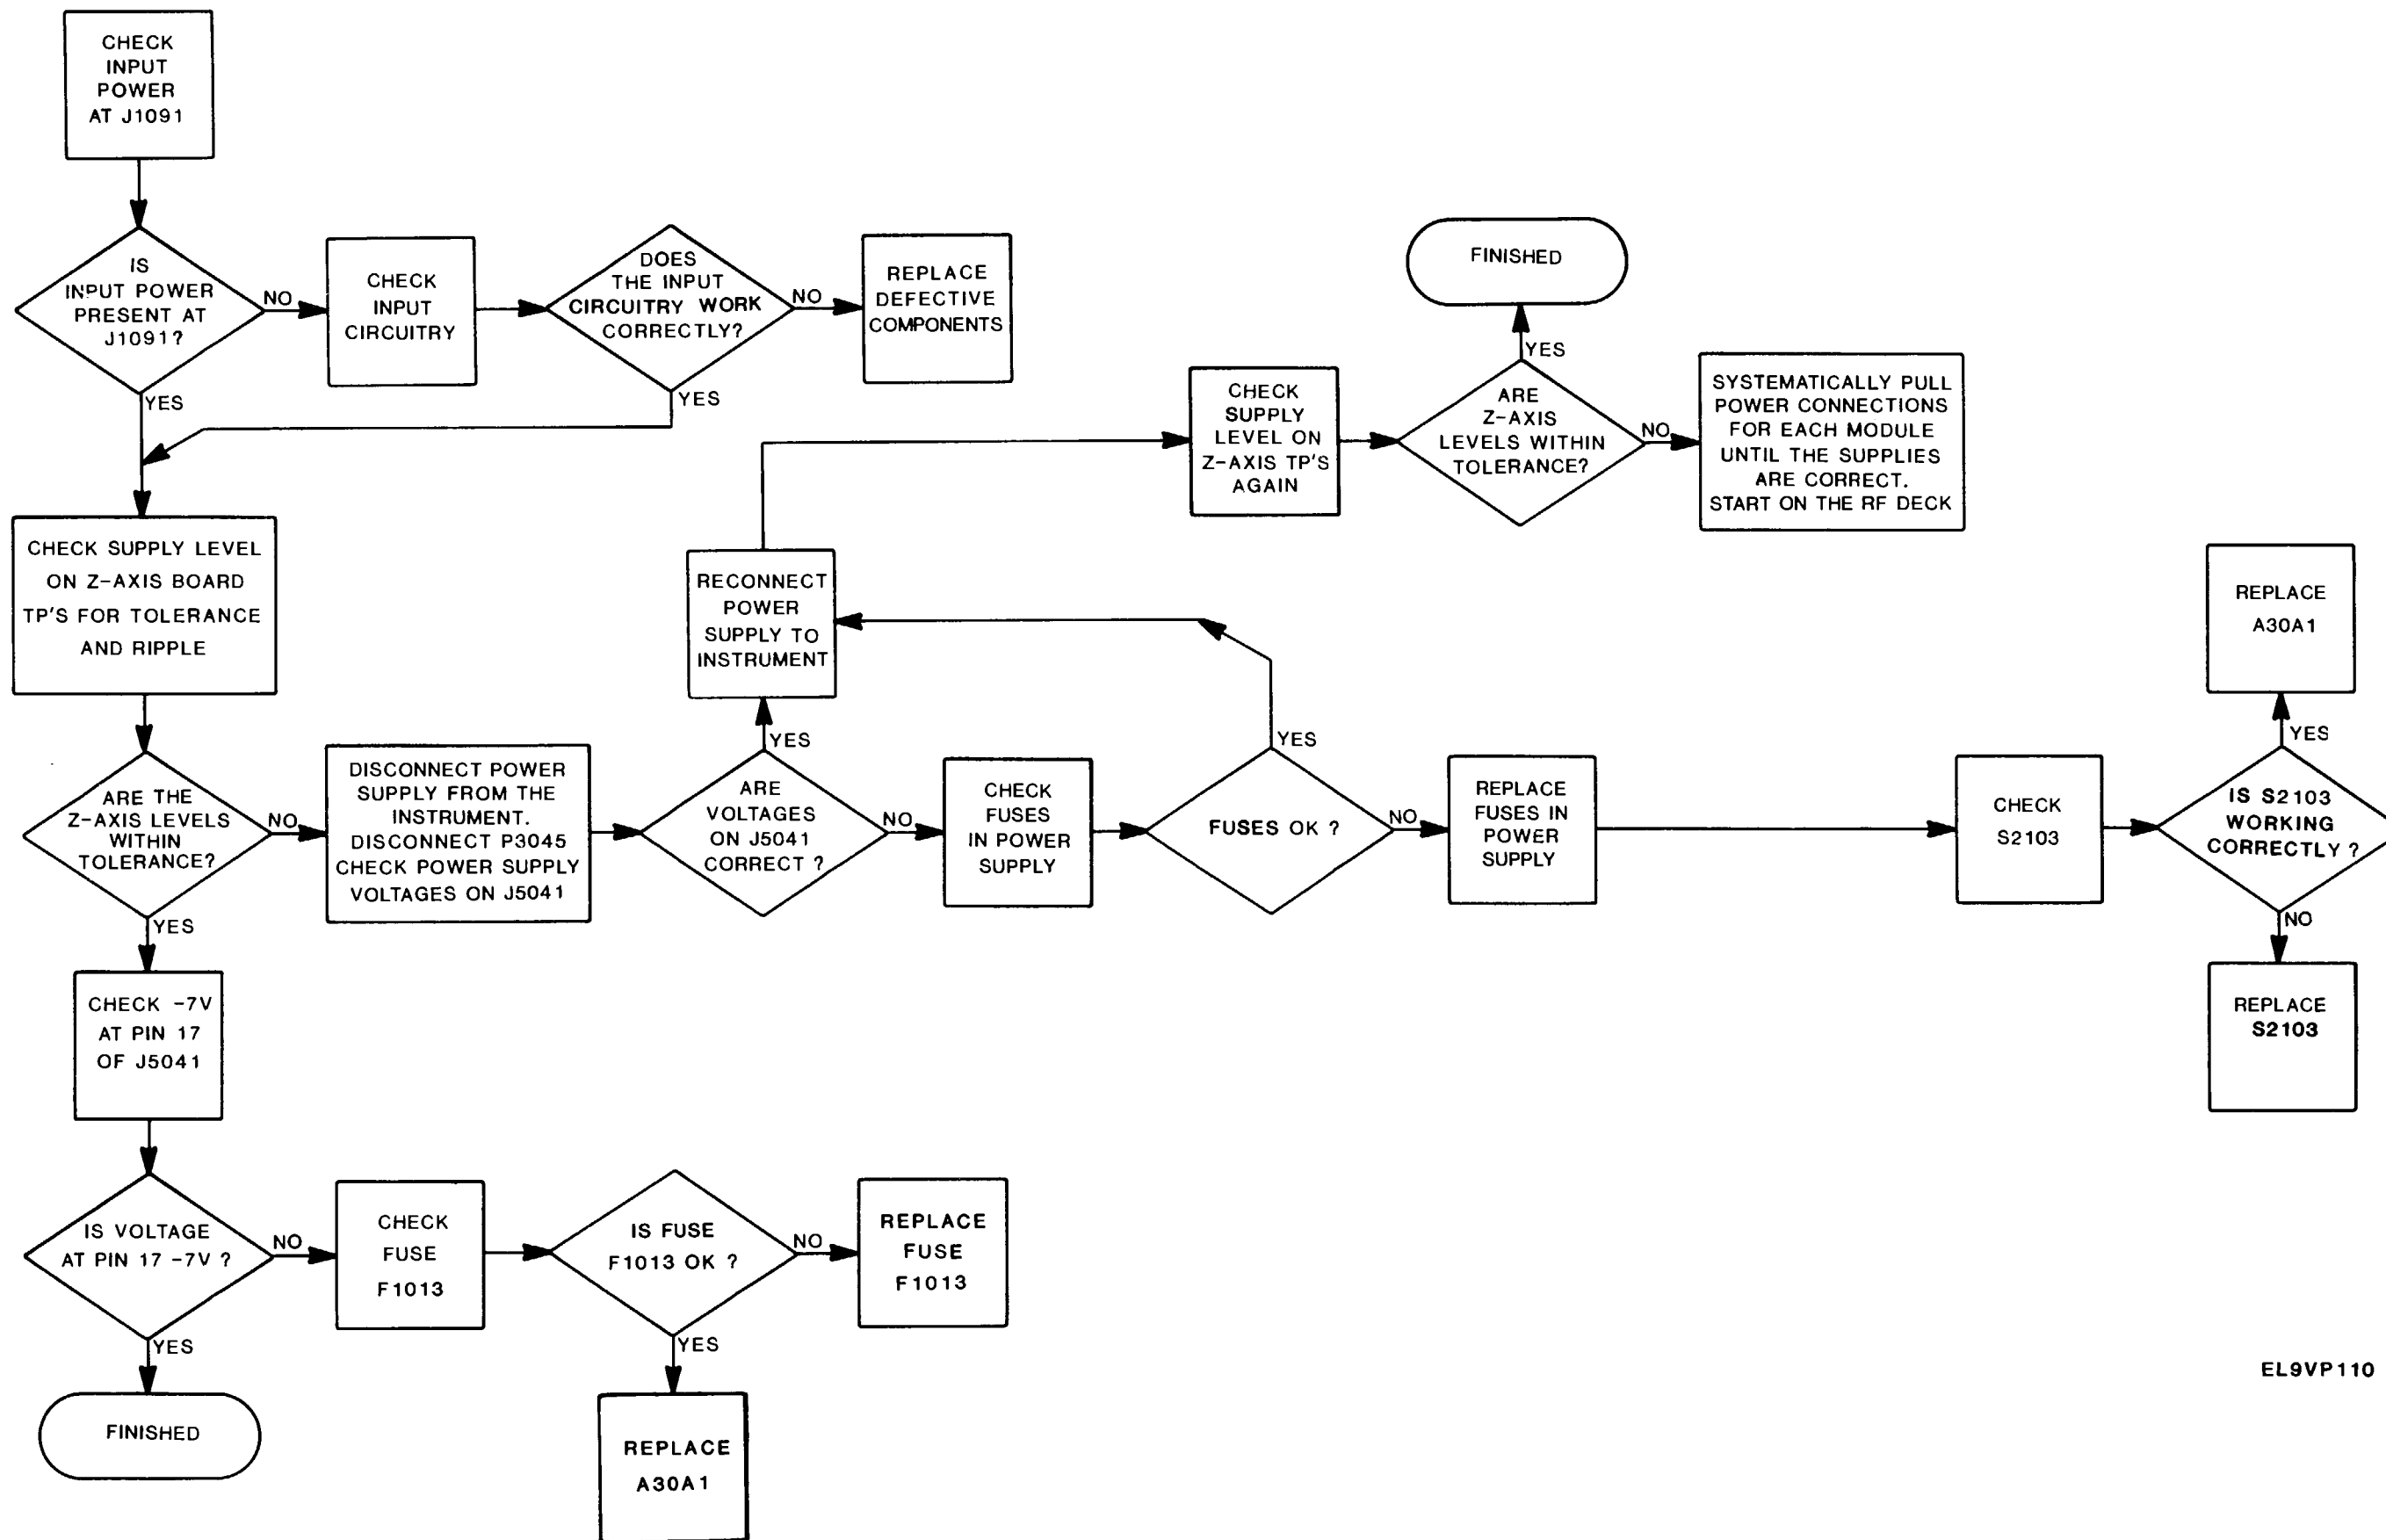 CHECK
INPUT
POWER
AT J1091
IS
INPUT POWER
PRESENT AT
J1091?
NO
YES
CHECK
INPUT
CIRCUITRY
DOES
THE INPUT
CIRCUITRY WORK
CORRECTLY?
NO
YES
REPLACE
DEFECTIVE
COMPONENTS
CHECK SUPPLY LEVEL
ON Z-AXIS BOARD
TP'S FOR TOLERANCE
AND RIPPLE
ARE THE
Z-AXIS LEVELS
WITHIN
TOLERANCE?
NO
YES
DISCONNECT POWER
SUPPLY FROM THE
INSTRUMENT.
DISCONNECT P3045
CHECK POWER SUPPLY
VOLTAGES ON J5041
ARE
VOLTAGES
ON J5041
CORRECT ?
YES
NO
RECONNECT
POWER
SUPPLY TO
INSTRUMENT
CHECK
SUPPLY
LEVEL ON
Z-AXIS TP'S
AGAIN
ARE
Z-AXIS
LEVELS WITHIN
TOLERANCE?
YES
FINISHED
NO
SYSTEMATICALLY PULL
POWER CONNECTIONS
FOR EACH MODULE
UNTIL THE SUPPLIES
ARE CORRECT.
START ON THE RF DECK
CHECK
FUSES
IN POWER
SUPPLY
FUSES OK ?
YES
NO
REPLACE
FUSES IN
POWER
SUPPLY
CHECK
S2103
IS S2103
WORKING
CORRECTLY ?
YES
REPLACE
A30A1
NO
REPLACE
S2103
CHECK -7V
AT PIN 17
OF J5041
IS VOLTAGE
AT PIN 17 -7V ?
NO
YES
FINISHED
CHECK
FUSE
F1013
IS FUSE
F1013 OK ?
NO
REPLACE
FUSE
F1013
YES
REPLACE
A30A1
EL9VP110